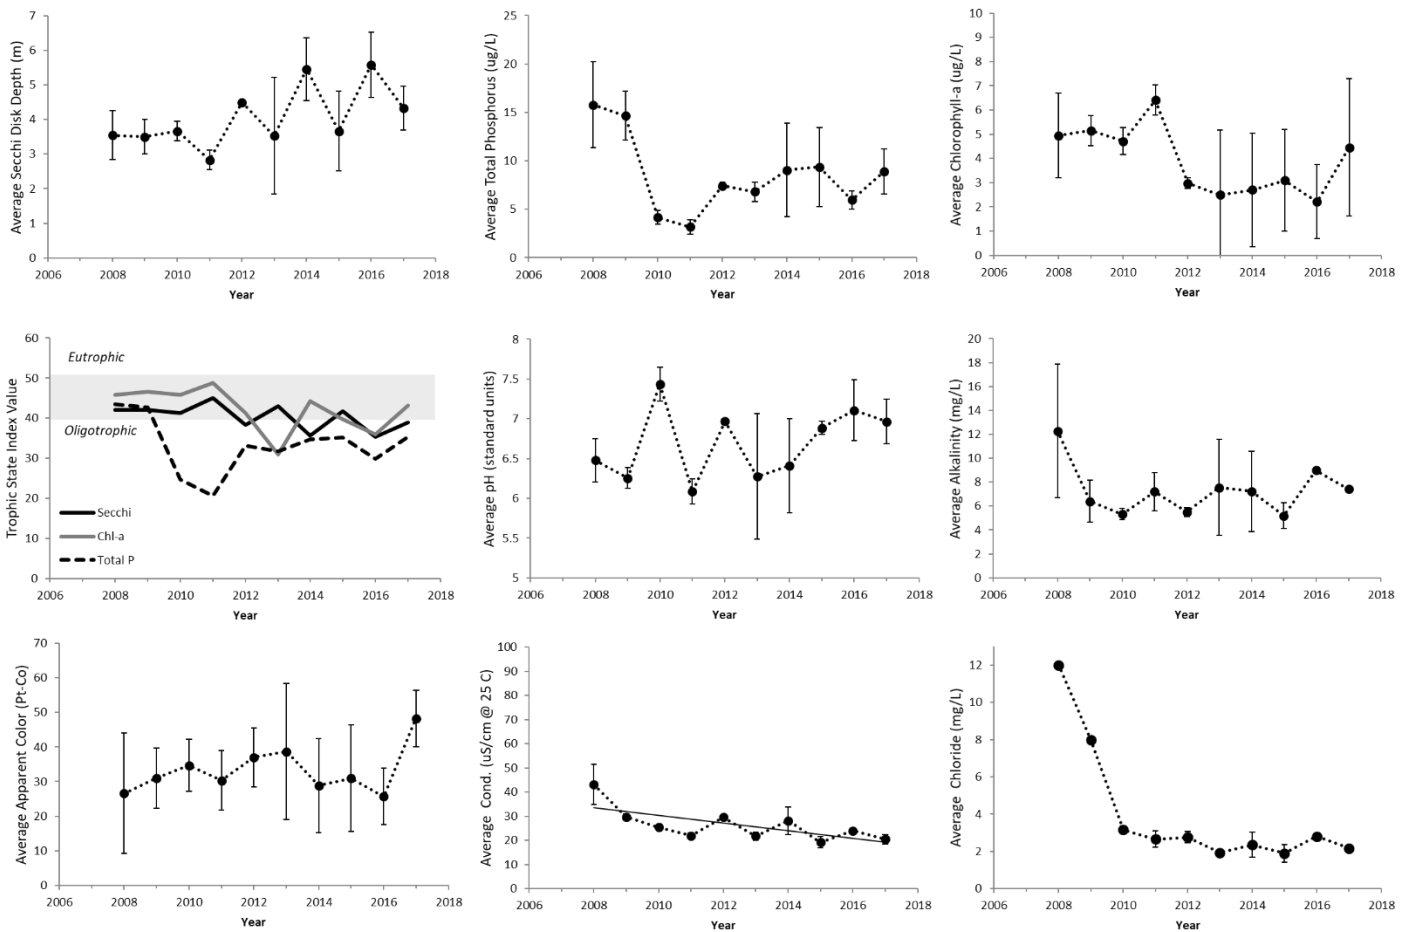 Average Secchi Disk Depth (m)
7
6
5
4
3
2
1
0
2006 2008 2010 2012 2014 2016 2018
Year
Average Total Phosphorus (ug/L)
25
20
15
10
5
0
2006 2008 2010 2012 2014 2016 2018
Year
Average Chlorophyll-a (ug/L)
10
9
8
7
6
5
4
3
2
1
0
2006 2008 2010 2012 2014 2016 2018
Year
Trophic State Index Value
60
50
40
30
20
10
0
Eutrophic
Oligotrophic
Secchi
Chl-a
Total P
2006 2008 2010 2012 2014 2016 2018
Year
Average pH (standard units)
8
7.5
7
6.5
6
5.5
5
2006 2008 2010 2012 2014 2016 2018
Year
Average Alkalinity (mg/L)
20
18
16
14
12
10
8
6
4
2
0
2006 2008 2010 2012 2014 2016 2018
Year
Average Apparent Color (Pt-Co)
70
60
50
40
30
20
10
0
2006 2008 2010 2012 2014 2016 2018
Year
Average Cond. (uS/cm @ 25 C)
100
90
80
70
60
50
40
30
20
10
0
2006 2008 2010 2012 2014 2016 2018
Year
Average Chloride (mg/L)
12
10
8
6
4
2
0
2006 2008 2010 2012 2014 2016 2018
Year